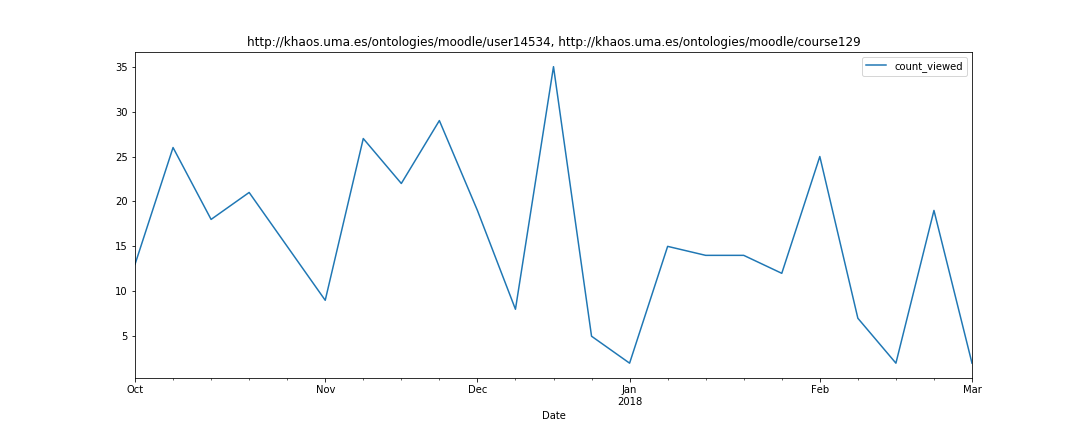 http://khaos.uma.es/ontologies/moodle/user14534, http://khaos.uma.es/ontologies/moodle/course129
count_viewed
35
30
25
20
15
10
5
Oct
Nov
Dec
Jan
2018
Feb
Mar
Date